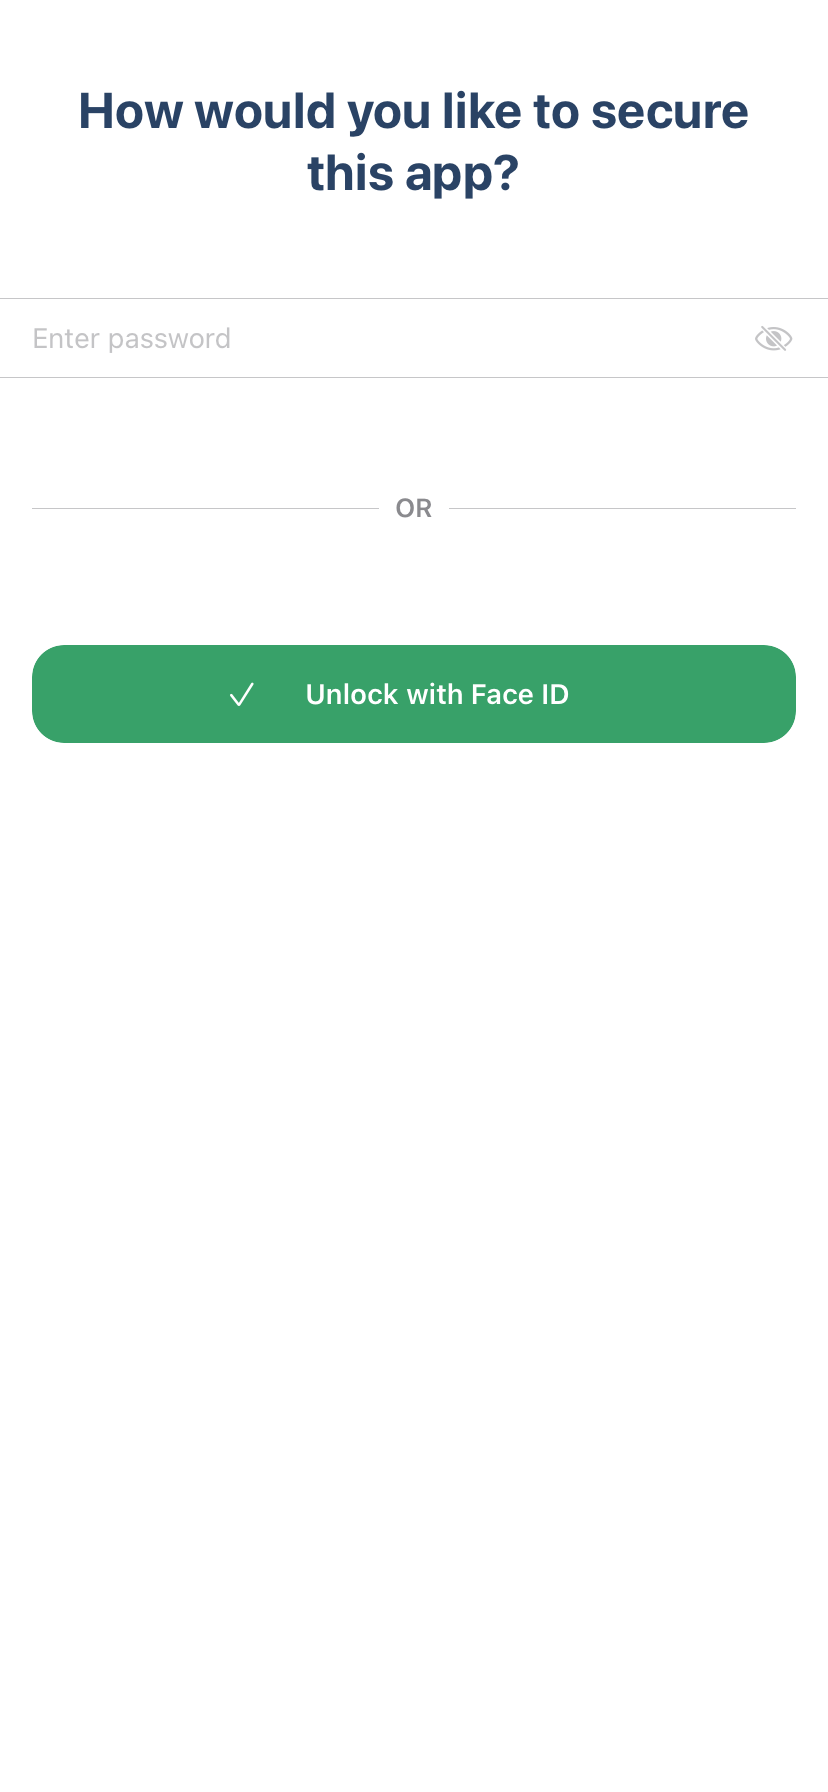 How would you like to secure
this app?
Enter password
OR
Unlock with Face ID